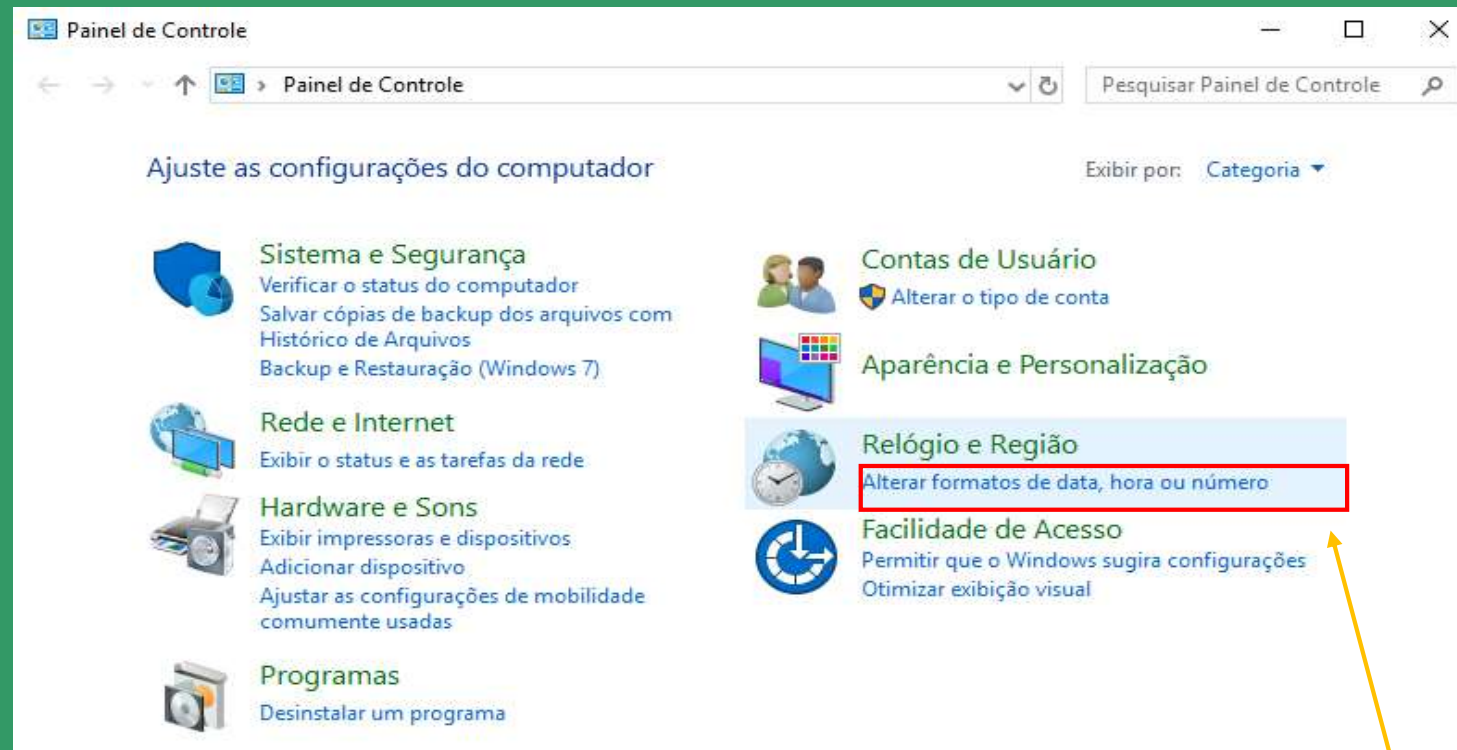 Painel de Controle
Painel de Controle
Pesquisar Painel de Controle
Ajuste as configurações do computador
Exibir por: Categoria
Sistema e Segurança
Verificar o status do computador
Salvar cópias de backup dos arquivos com
Histórico de Arquivos
Backup e Restauração (Windows 7)
Rede e Internet
Exibir o status e as tarefas da rede
Hardware e Sons
Exibir impressoras e dispositivos
Adicionar dispositivo
Ajustar as configurações de mobilidade
comumente usadas
Programas
Desinstalar um programa
Contas de Usuário
Alterar o tipo de conta
Aparência e Personalização
Relógio e Região
Alterar formatos de data, hora ou número
Facilidade de Acesso
Permitir que o Windows sugira configurações
Otimizar exibição visual